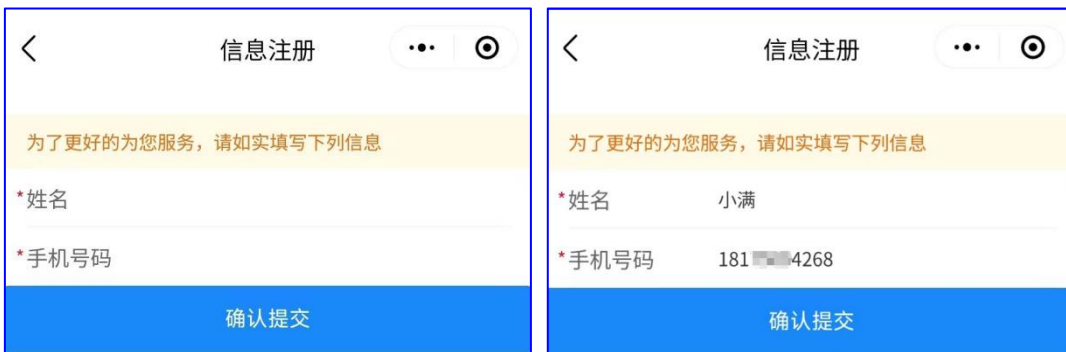 信息注册
为了更好的为您服务，请如实填写下列信息
*姓名
*手机号码
确认提交
信息注册
为了更好的为您服务，请如实填写下列信息
*姓名 小满
*手机号码 181 4268
确认提交